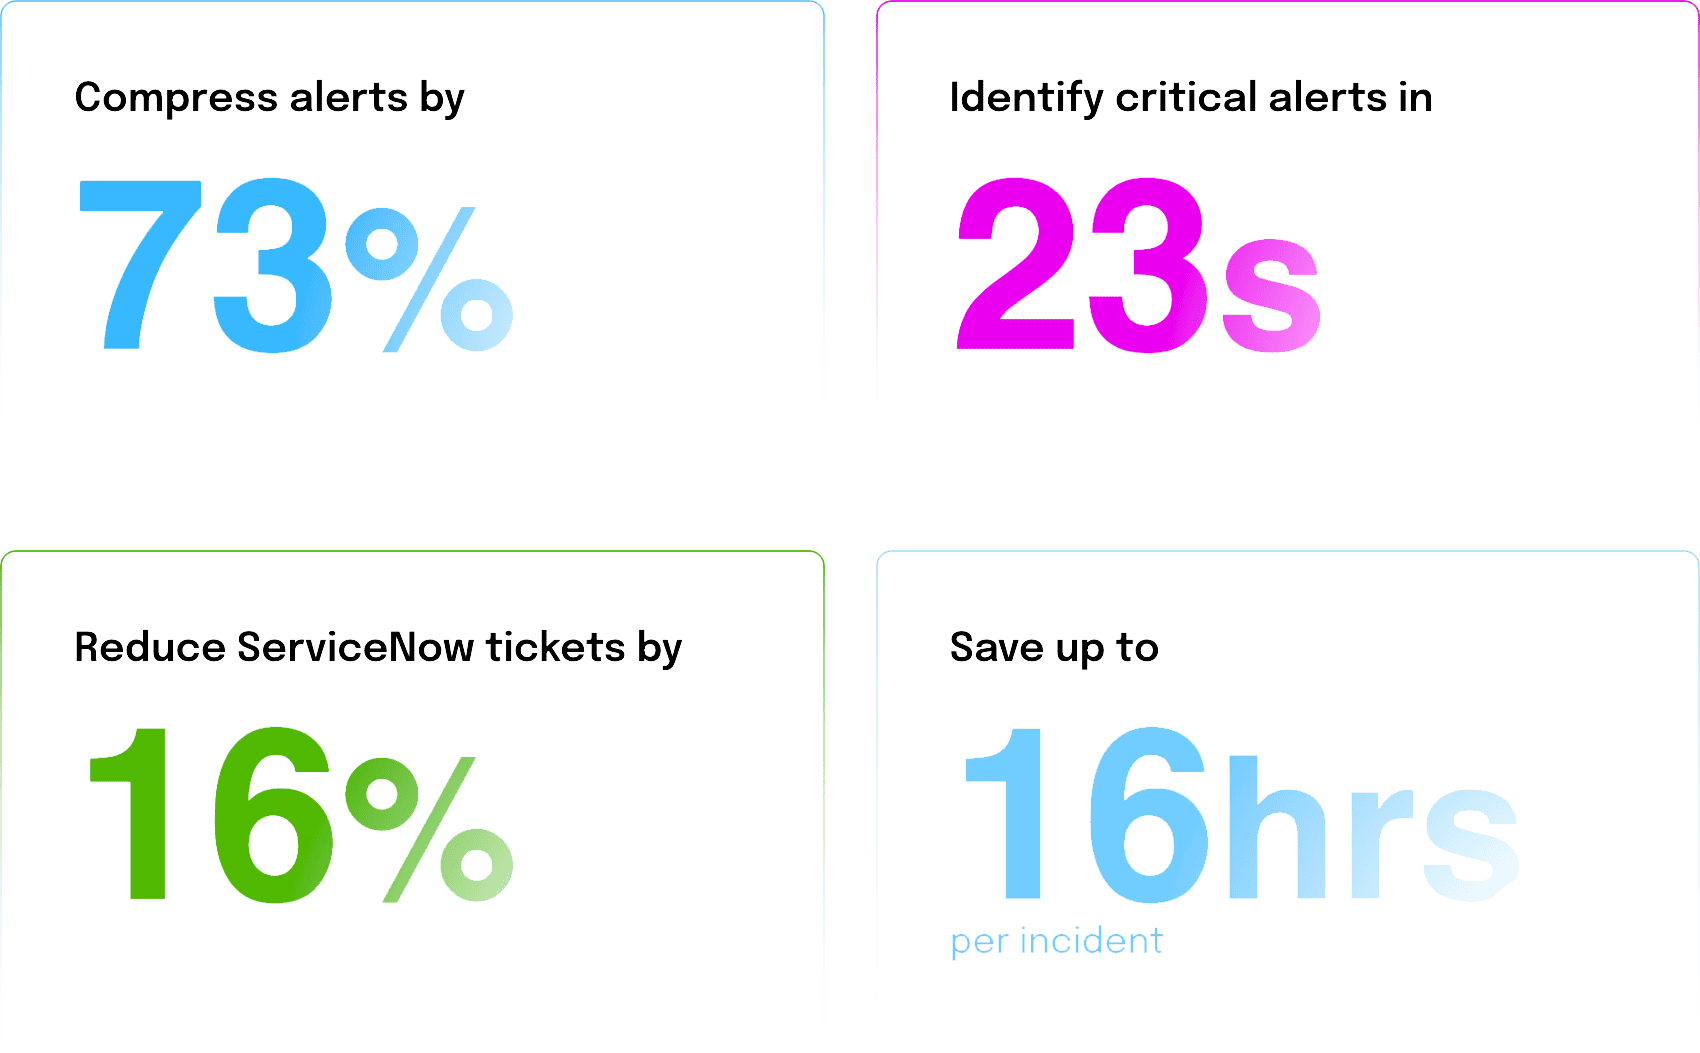 Compress alerts by
73%
Identify critical alerts in
23s
Reduce ServiceNow tickets by
16%
Save up to
16hrs
per incident